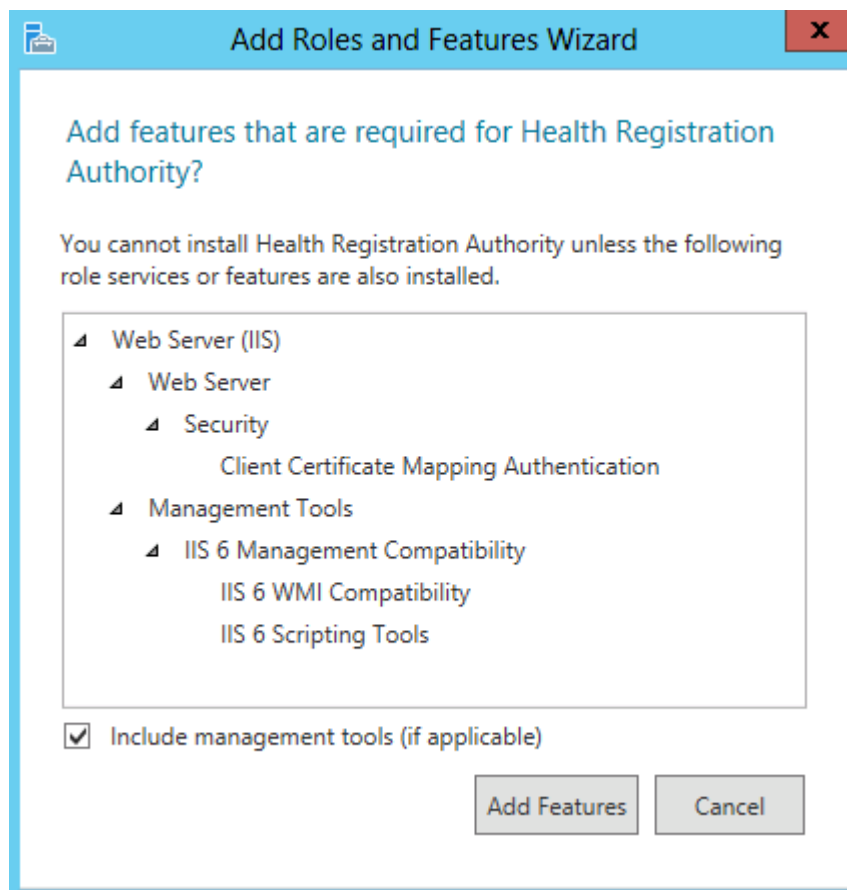 Add Roles and Features Wizard
x
Add features that are required for Health Registration
Authority?
You cannot install Health Registration Authority unless the following
role services or features are also installed.
Web Server (IIS)
Web Server
Security
Client Certificate Mapping Authentication
Management Tools
IIS 6 Management Compatibility
IIS 6 WMI Compatibility
IIS 6 Scripting Tools
Include management tools (if applicable)
Add Features
Cancel